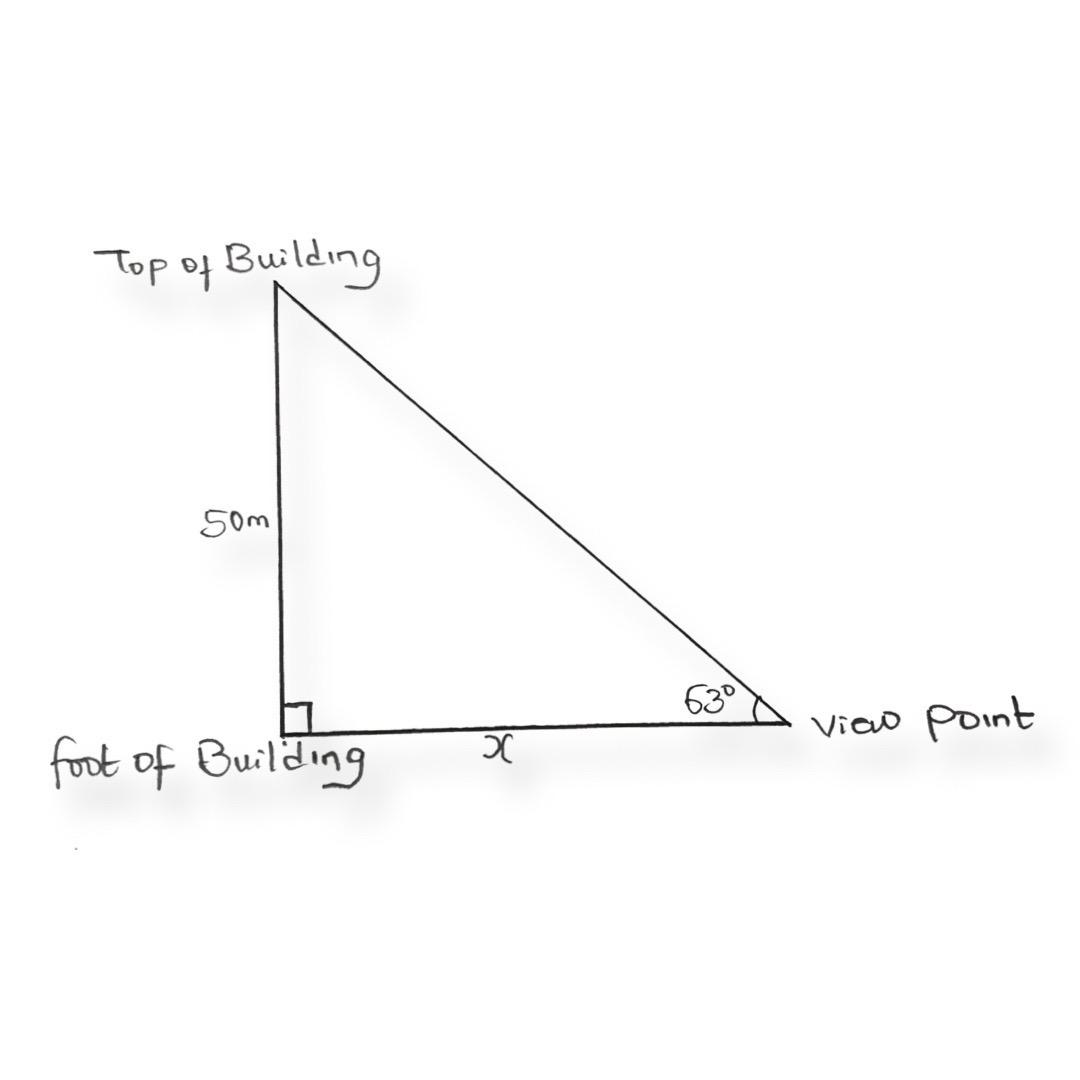 Top of Building
50m
63°
View Point
foot of Building
x